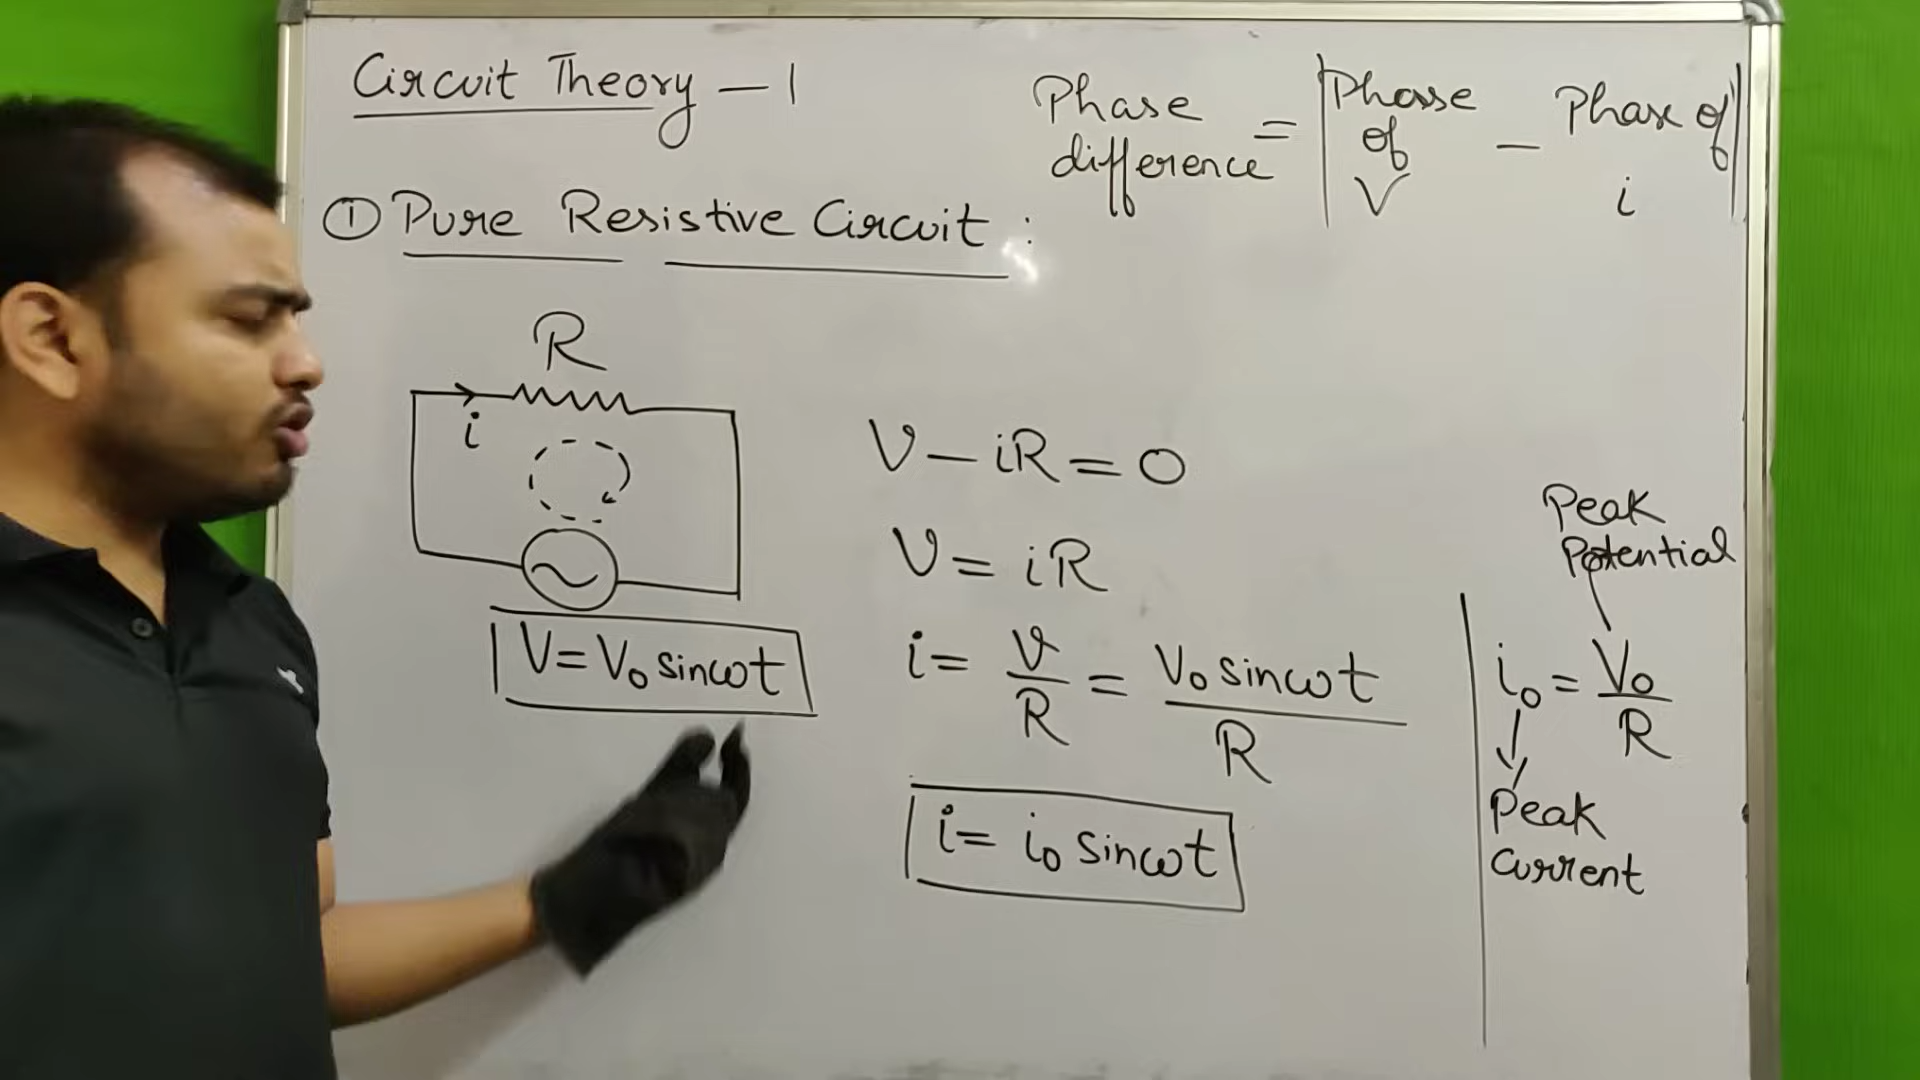 Circuit Theory – 1
Phase difference = |Phase of V – Phase of i|
① Pure Resistive Circuit :
R
i
V = V₀ sinωt
V – iR = 0
V = iR
i = V/R = V₀ sinωt / R
i = i₀ sinωt
Peak
Potential
i₀ = V₀/R
Peak
Current